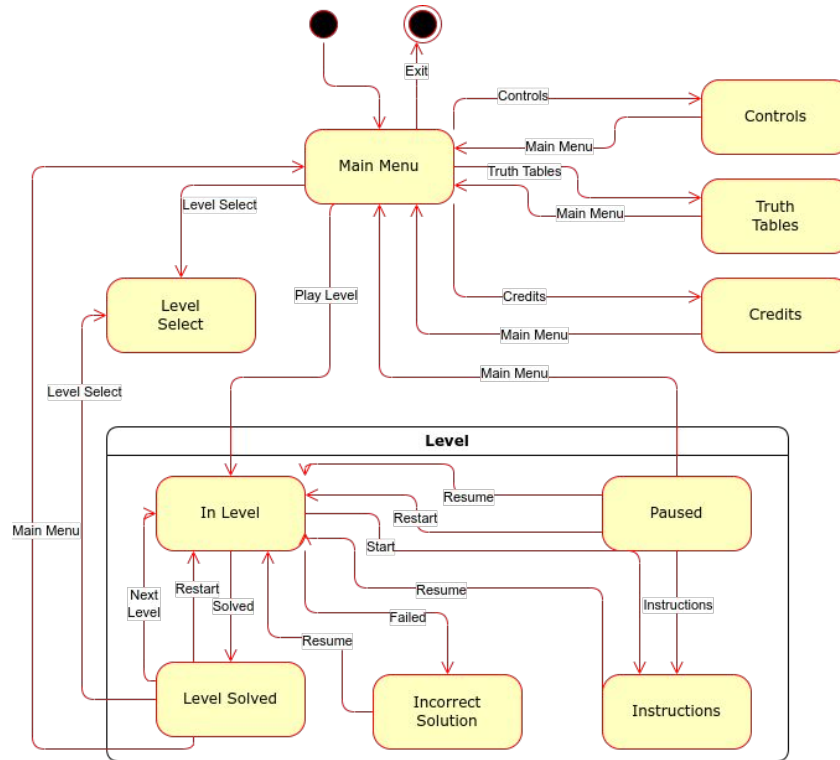 Exit
Controls
Controls
Main Menu
Main Menu
Truth Tables
Level Select
Truth
Tables
Main Menu
Play Level
Credits
Level
Select
Credits
Main Menu
Main Menu
Level Select
Level
Resume
In Level
Paused
Restart
Main Menu
Start
Next
Level
Restart
Resume
Solved
Instructions
Failed
Resume
Level Solved
Incorrect
Solution
Instructions